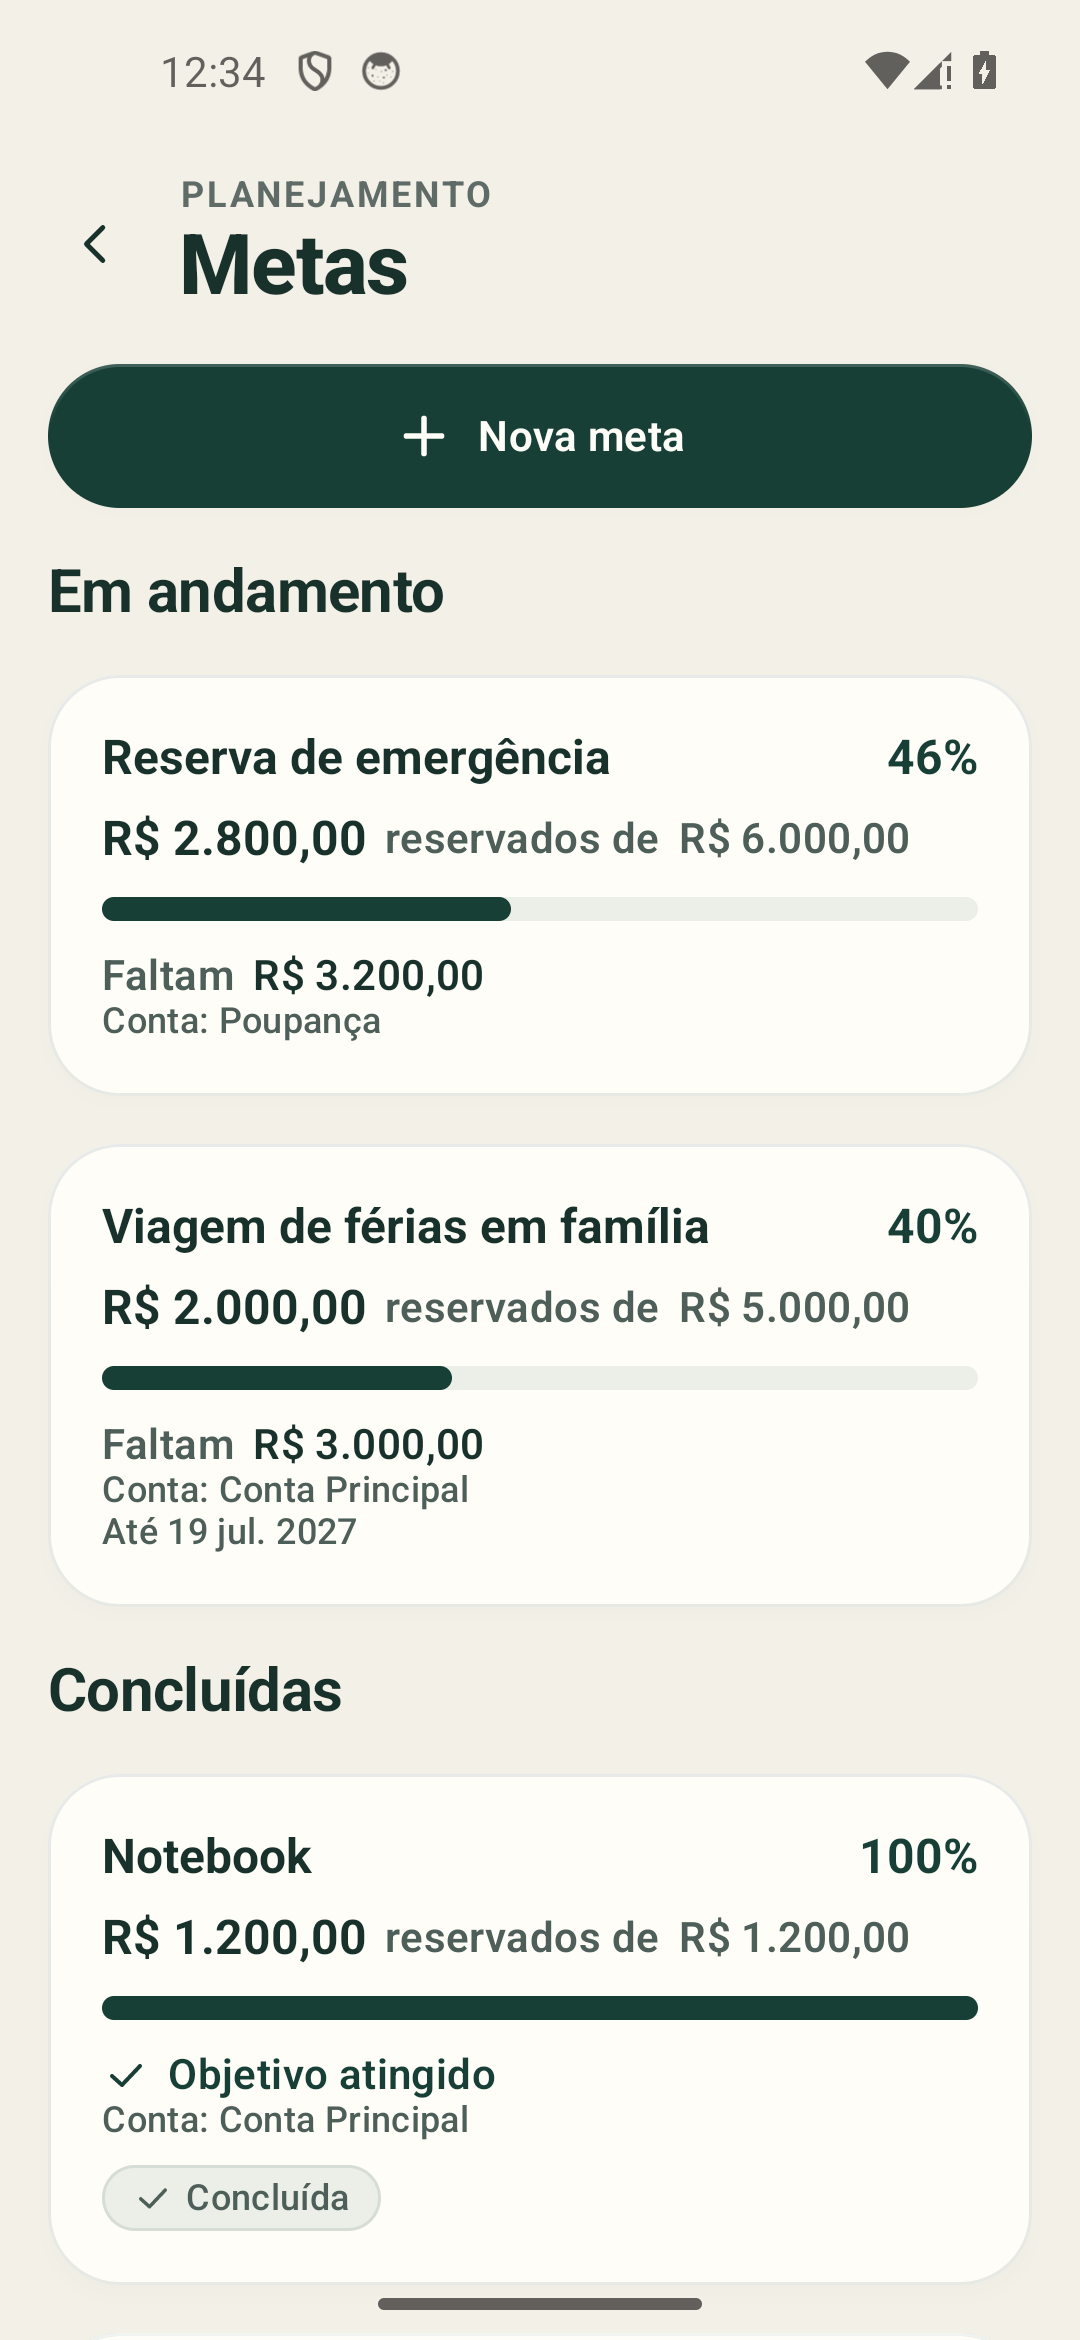 12:34
PLANEJAMENTO
Metas
Nova meta
Em andamento
Reserva de emergência 46%
R$ 2.800,00 reservados de R$ 6.000,00
Faltam R$ 3.200,00
Conta: Poupança
Viagem de férias em família 40%
R$ 2.000,00 reservados de R$ 5.000,00
Faltam R$ 3.000,00
Conta: Conta Principal
Até 19 jul. 2027
Concluídas
Notebook 100%
R$ 1.200,00 reservados de R$ 1.200,00
Objetivo atingido
Conta: Conta Principal
Concluída